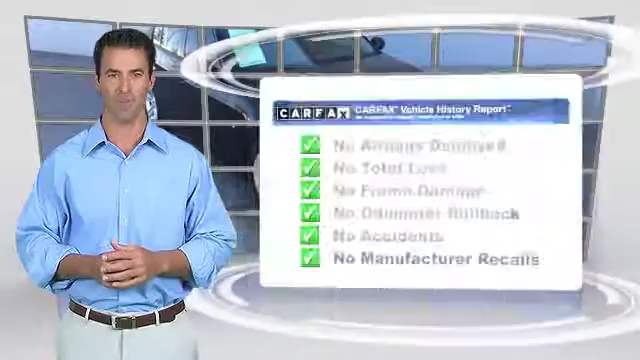 CARFAX CARFAX Vehicle History Report™
No Airbags Deployed
No Total Loss
No Frame Damage
No Odometer Rollback
No Accidents
No Manufacturer Recalls